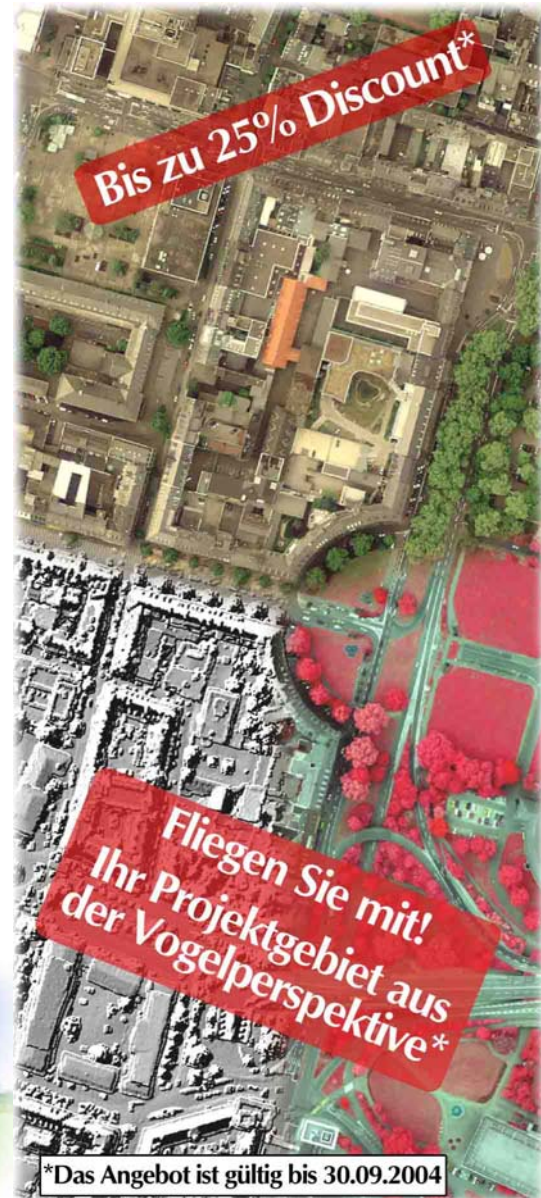 Bis zu 25% Discount*
Fliegen Sie mit!
Ihr Projektgebiet aus
der Vogelperspektive*
*Das Angebot ist gültig bis 30.09.2004